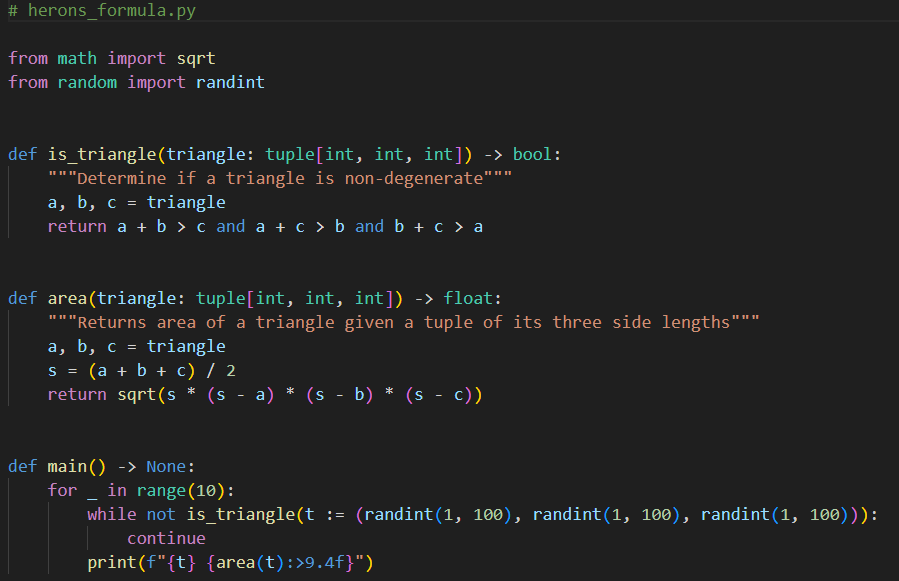 # herons_formula.py
from math import sqrt
from random import randint
def is_triangle(triangle: tuple[int, int, int]) -> bool:
    """Determine if a triangle is non-degenerate"""
    a, b, c = triangle
    return a + b > c and a + c > b and b + c > a
def area(triangle: tuple[int, int, int]) -> float:
    """Returns area of a triangle given a tuple of its three side lengths"""
    a, b, c = triangle
    s = (a + b + c) / 2
    return sqrt(s * (s - a) * (s - b) * (s - c))
def main() -> None:
    for _ in range(10):
        while not is_triangle(t := (randint(1, 100), randint(1, 100), randint(1, 100))):
            continue
        print(f"{t} {area(t):>9.4f}")